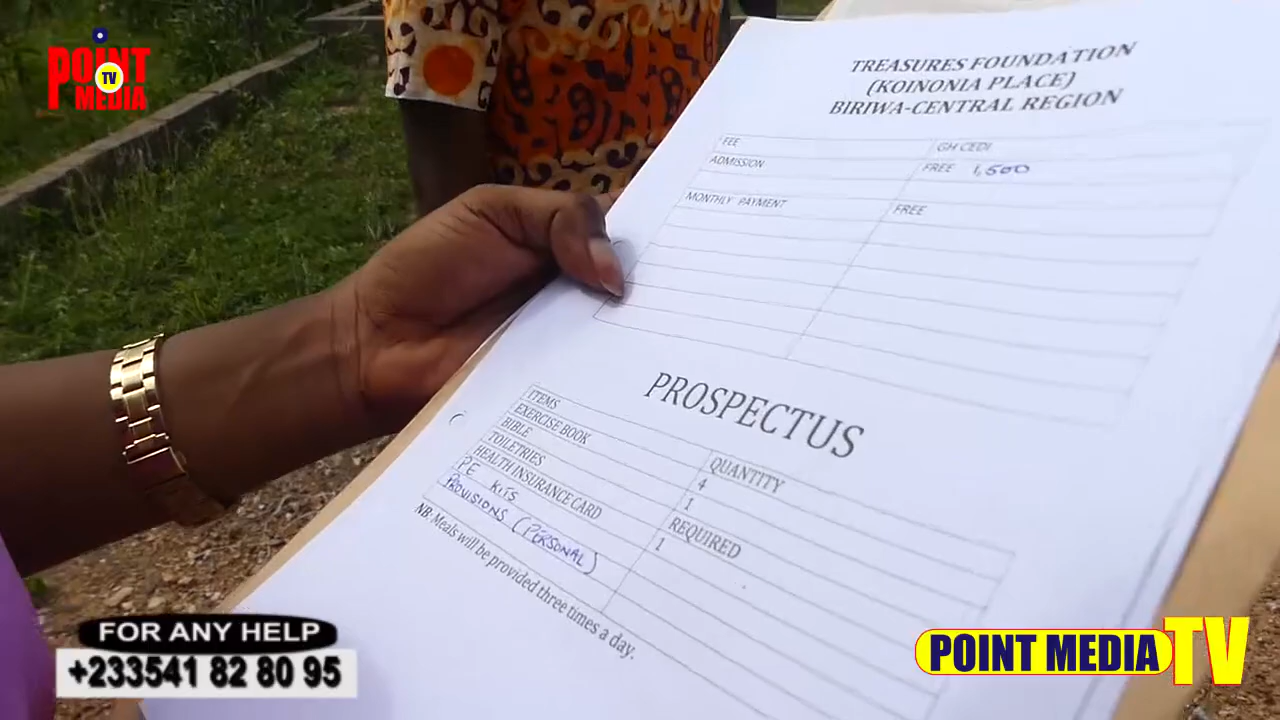 POINT
TV
MEDIA
TREASURES FOUNDATION
(KOINONIA PLACE)
BIRIWA-CENTRAL REGION
FEE GH CEDI
ADMISSION FREE 1,500
MONTHLY PAYMENT FREE
PROSPECTUS
ITEMS QUANTITY
EXERCISE BOOK 4
BIBLE 1
TOILETRIES REQUIRED
HEALTH INSURANCE CARD 1
PE KITS
PROVISIONS (PERSONAL)
NB: Meals will be provided three times a day.
FOR ANY HELP
+233541 82 80 95
POINT MEDIA TV